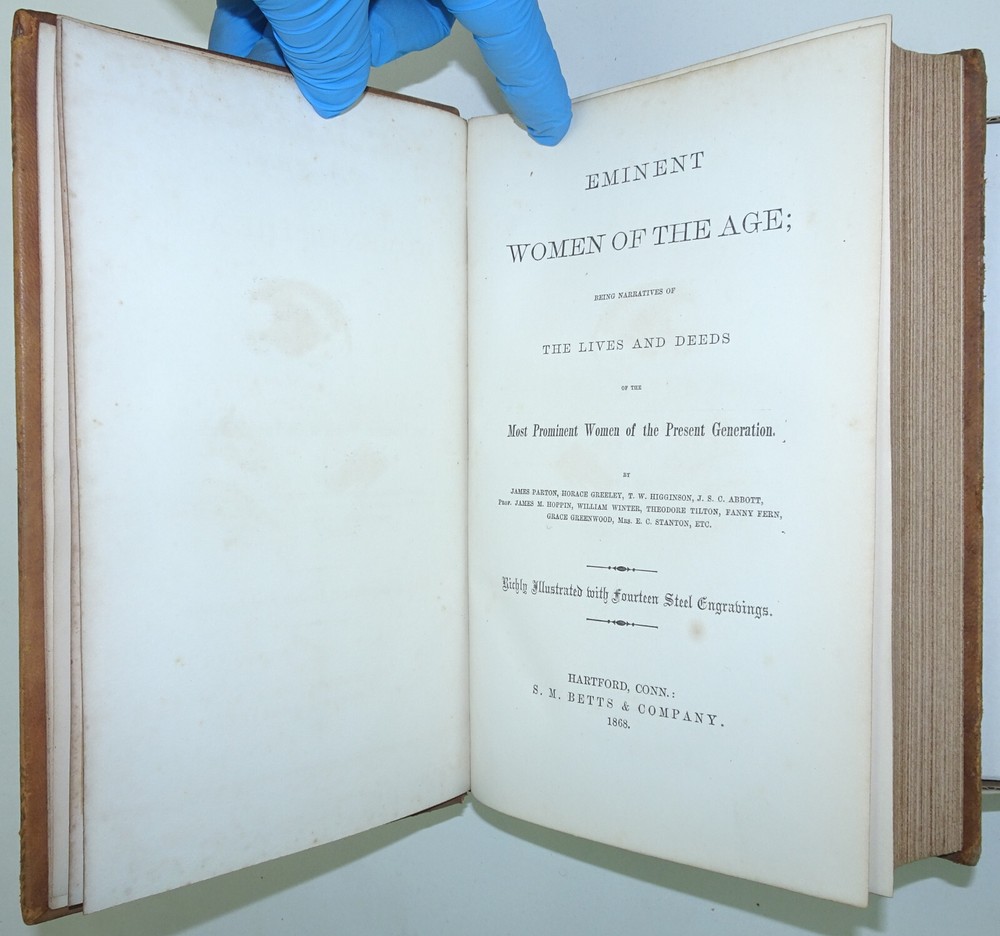 EMINENT
WOMEN OF THE AGE;
BEING NARRATIVES OF
THE LIVES AND DEEDS
OF THE
Most Prominent Women of the Present Generation.
BY
JAMES PARTON, HORACE GREELEY, T. W. HIGGINSON, J. S. C. ABBOTT,
PROF. JAMES M. HOPPIN, WILLIAM WINTER, THEODORE TILTON, FANNY FERN,
GRACE GREENWOOD, MRS. E. C. STANTON, ETC.
Richly Illustrated with Fourteen Steel Engravings.
HARTFORD, CONN.:
S. M. BETTS & COMPANY.
1868.